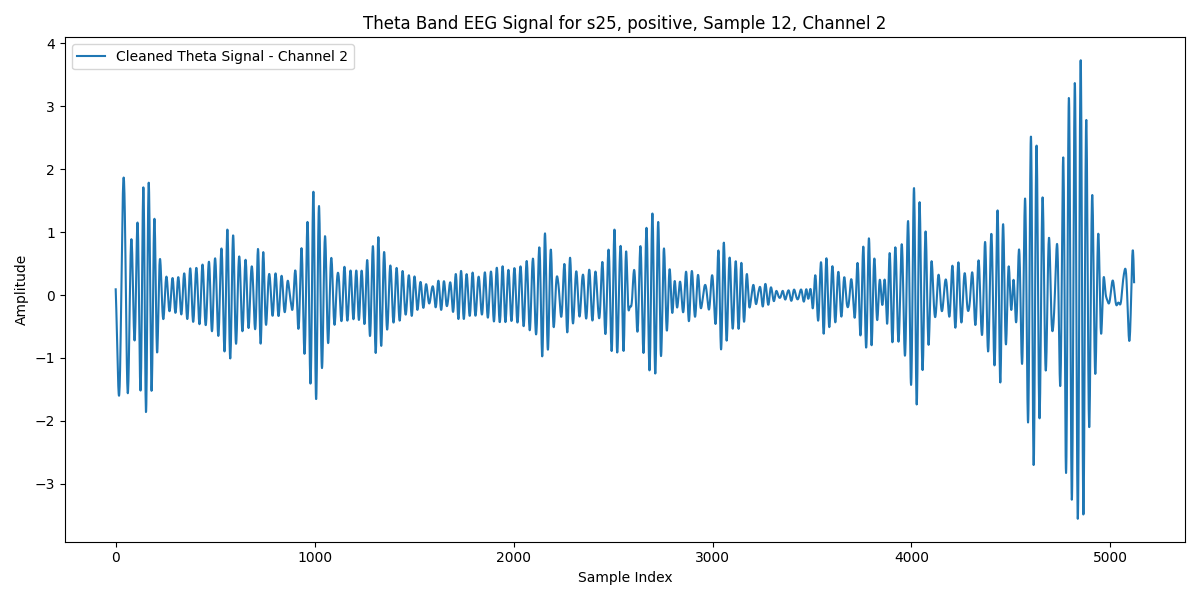 Theta Band EEG Signal for s25, positive, Sample 12, Channel 2
Cleaned Theta Signal - Channel 2
Amplitude
4
3
2
1
0
−1
−2
−3
0 1000 2000 3000 4000 5000
Sample Index